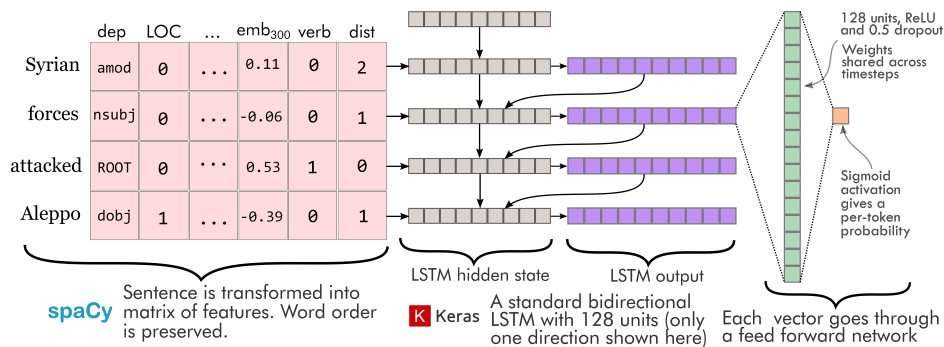 dep LOC ... emb300 verb dist
Syrian amod 0 ... 0.11 0 2
forces nsubj 0 ... -0.06 0 1
attacked ROOT 0 ... 0.53 1 0
Aleppo dobj 1 ... -0.39 0 1
128 units, ReLU
and 0.5 dropout
Weights
shared across
timesteps
Sigmoid
activation
gives a
per-token
probability
LSTM hidden state
LSTM output
spaCy
Sentence is transformed into
matrix of features. Word order
is preserved.
K Keras
A standard bidirectional
LSTM with 128 units (only
one direction shown here)
Each vector goes through
a feed forward network